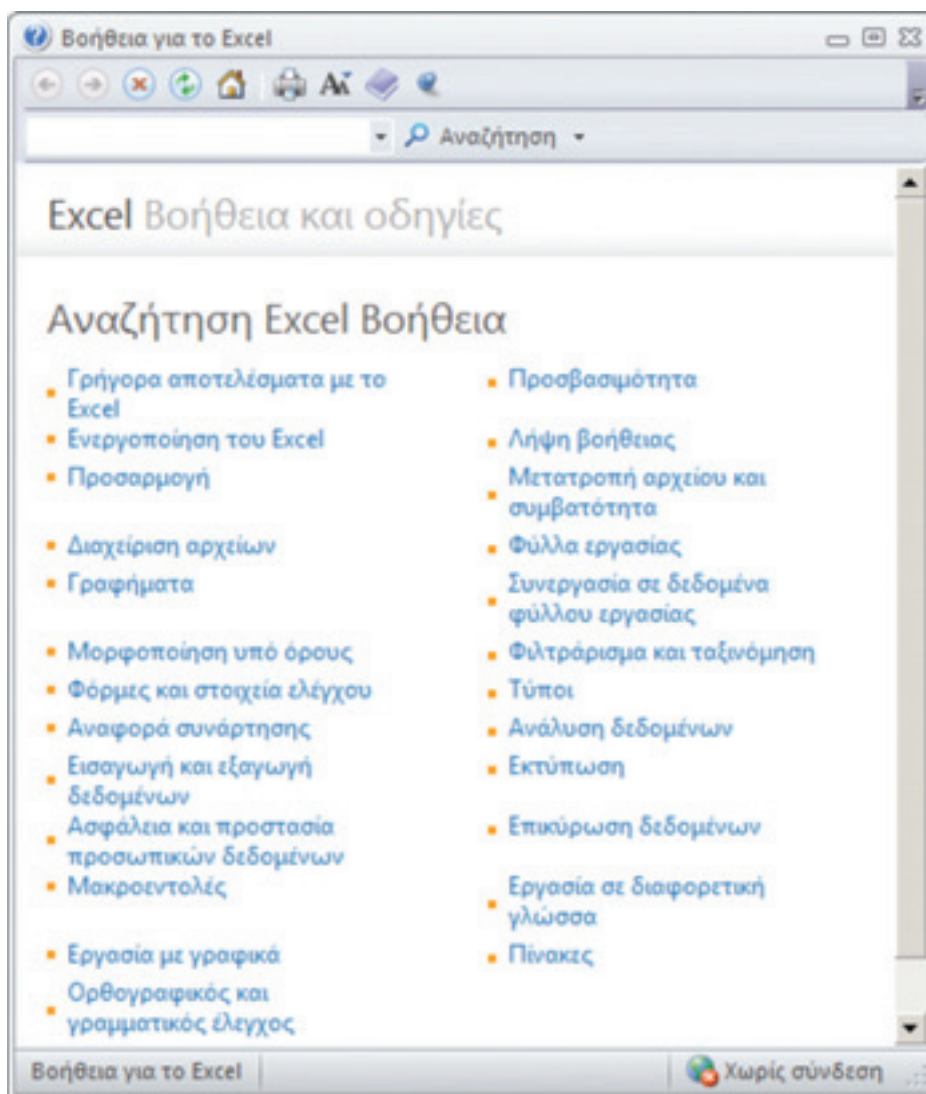 Βοήθεια για το Excel
Αναζήτηση
Excel Βοήθεια και οδηγίες
Αναζήτηση Excel Βοήθεια
Γρήγορα αποτελέσματα με το
Excel
Ενεργοποίηση του Excel
Προσαρμογή
Διαχείριση αρχείων
Γραφήματα
Μορφοποίηση υπό όρους
Φόρμες και στοιχεία ελέγχου
Αναφορά συνάρτησης
Εισαγωγή και εξαγωγή
δεδομένων
Ασφάλεια και προστασία
προσωπικών δεδομένων
Μακροεντολές
Εργασία με γραφικά
Ορθογραφικός και
γραμματικός έλεγχος
Προσβασιμότητα
Λήψη βοήθειας
Μετατροπή αρχείου και
συμβατότητα
Φύλλα εργασίας
Συνεργασία σε δεδομένα
φύλλου εργασίας
Φιλτράρισμα και ταξινόμηση
Τύποι
Ανάλυση δεδομένων
Εκτύπωση
Επικύρωση δεδομένων
Εργασία σε διαφορετική
γλώσσα
Πίνακες
Βοήθεια για το Excel
Χωρίς σύνδεση